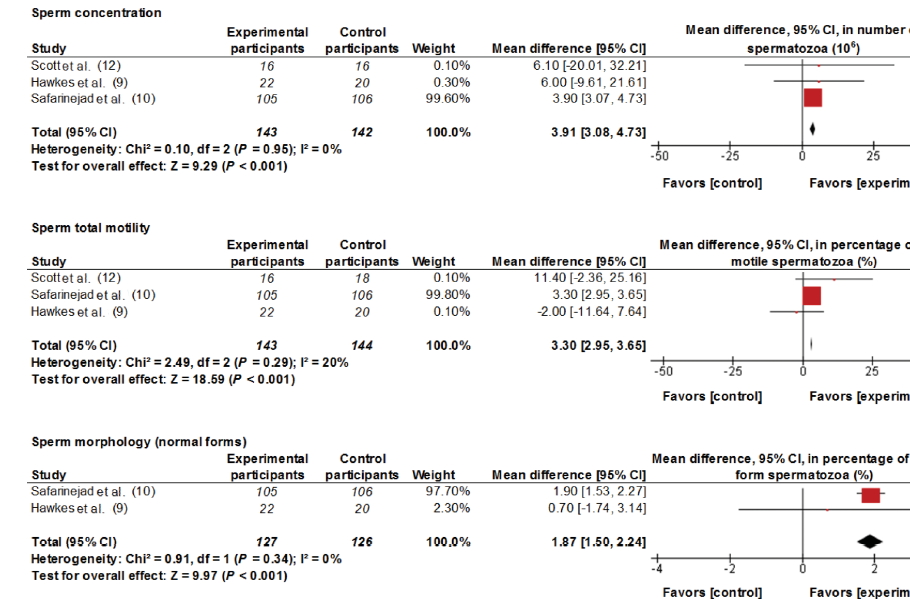 Sperm concentration
Experimental Control Mean difference, 95% CI, in number
Study participants participants Weight Mean difference [95% CI] spermatozoa (10⁶)
Scott et al. (12) 16 16 0.10% 6.10 [-20.01, 32.21]
Hawkes et al. (9) 22 20 0.30% 6.00 [-9.61, 21.61]
Safarinejad et al. (10) 105 106 99.60% 3.90 [3.07, 4.73]
Total (95% CI) 143 142 100.0% 3.91 [3.08, 4.73]
Heterogeneity: Chi² = 0.10, df = 2 (P = 0.95); I² = 0%
Test for overall effect: Z = 9.29 (P < 0.001)
-50 -25 0 25
Favors [control] Favors [experim
Sperm total motility
Experimental Control Mean difference, 95% CI, in percentage o
Study participants participants Weight Mean difference [95% CI] motile spermatozoa (%)
Scott et al. (12) 16 18 0.10% 11.40 [-2.36, 25.16]
Safarinejad et al. (10) 105 106 99.80% 3.30 [2.95, 3.65]
Hawkes et al. (9) 22 20 0.10% -2.00 [-11.64, 7.64]
Total (95% CI) 143 144 100.0% 3.30 [2.95, 3.65]
Heterogeneity: Chi² = 2.49, df = 2 (P = 0.29); I² = 20%
Test for overall effect: Z = 18.59 (P < 0.001)
-50 -25 0 25
Favors [control] Favors [experim
Sperm morphology (normal forms)
Experimental Control Mean difference, 95% CI, in percentage of
Study participants participants Weight Mean difference [95% CI] form spermatozoa (%)
Safarinejad et al. (10) 105 106 97.70% 1.90 [1.53, 2.27]
Hawkes et al. (9) 22 20 2.30% 0.70 [-1.74, 3.14]
Total (95% CI) 127 126 100,0% 1.87 [1.50, 2.24]
Heterogeneity: Chi² = 0.91, df = 1 (P = 0.34); I² = 0%
Test for overall effect: Z = 9.97 (P < 0.001)
-4 -2 0 2
Favors [control] Favors [experim